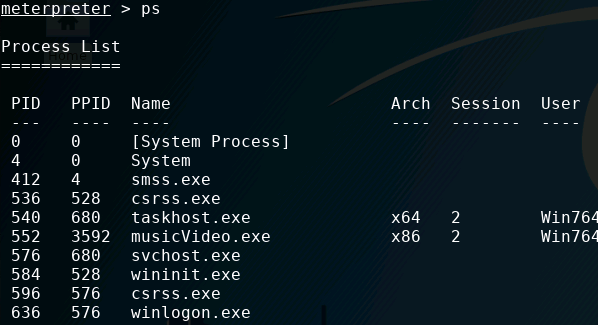 meterpreter > ps
Process List
============
PID PPID Name Arch Session User
--- ---- ---- ---- ------- ----
0 0 [System Process]
4 0 System
412 4 smss.exe
536 528 csrss.exe
540 680 taskhost.exe x64 2 Win764
552 3592 musicVideo.exe x86 2 Win764
576 680 svchost.exe
584 528 wininit.exe
596 576 csrss.exe
636 576 winlogon.exe